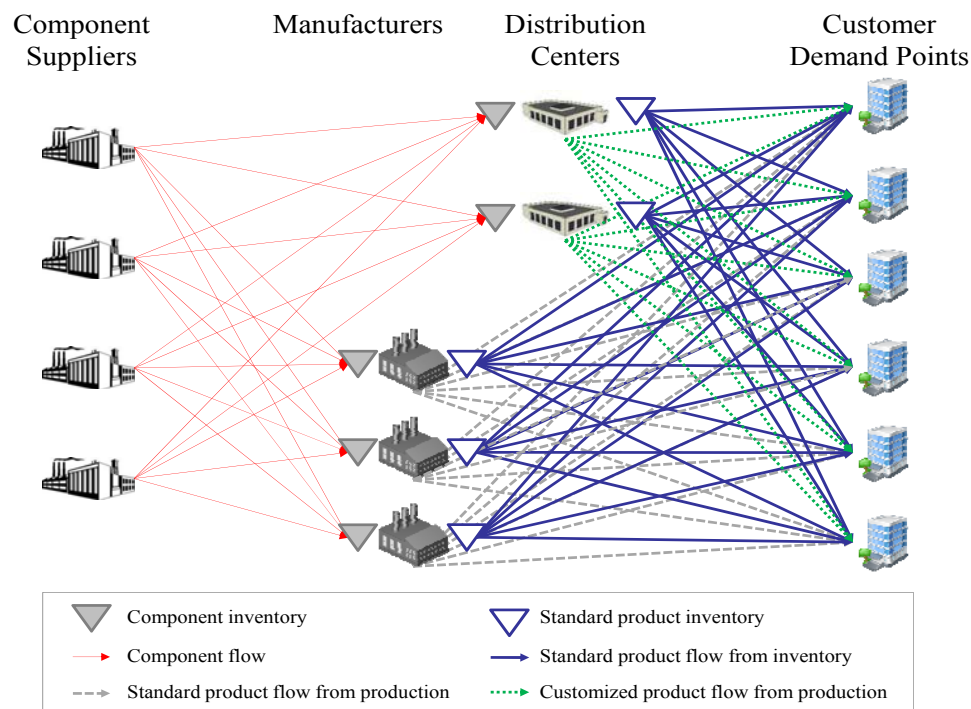 Component
Suppliers
Manufacturers
Distribution
Centers
Customer
Demand Points
Component inventory
Standard product inventory
Component flow
Standard product flow from inventory
Standard product flow from production
Customized product flow from production